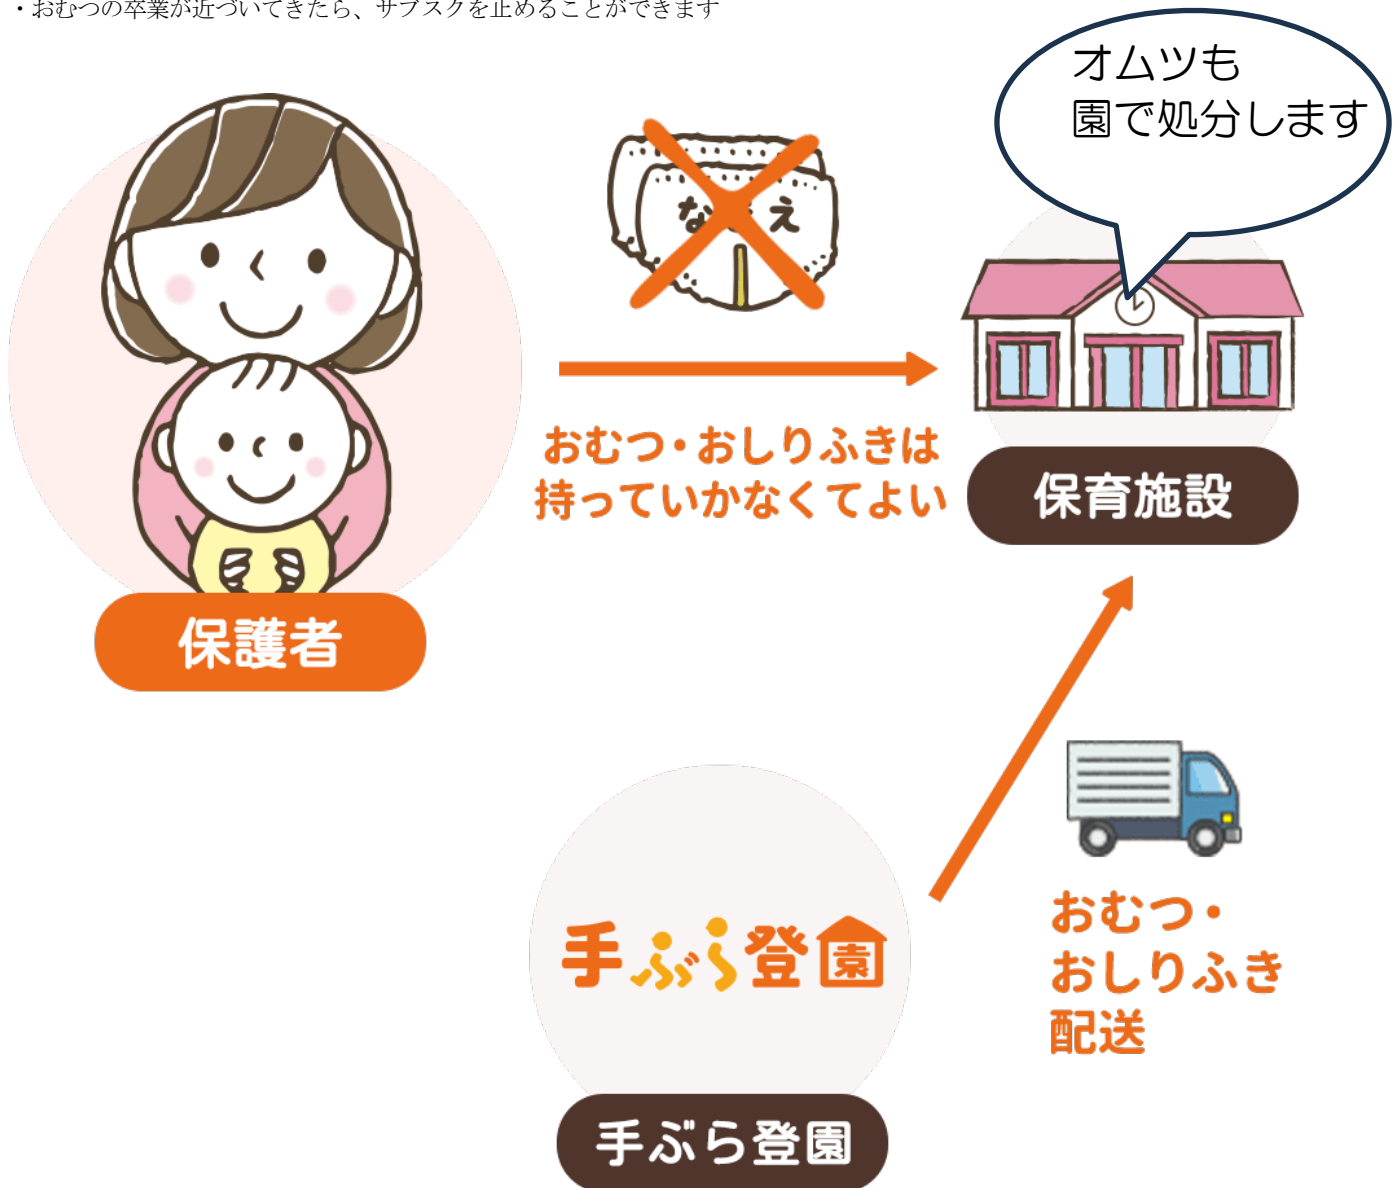 ・おむつの卒業が近づいてきたら、サブスクを止めることができます
オムツも
園で処分します
おむつ・おしりふきは
持っていかなくてよい
保育施設
保護者
手ぶら登園
おむつ・
おしりふき
配送
手ぶら登園